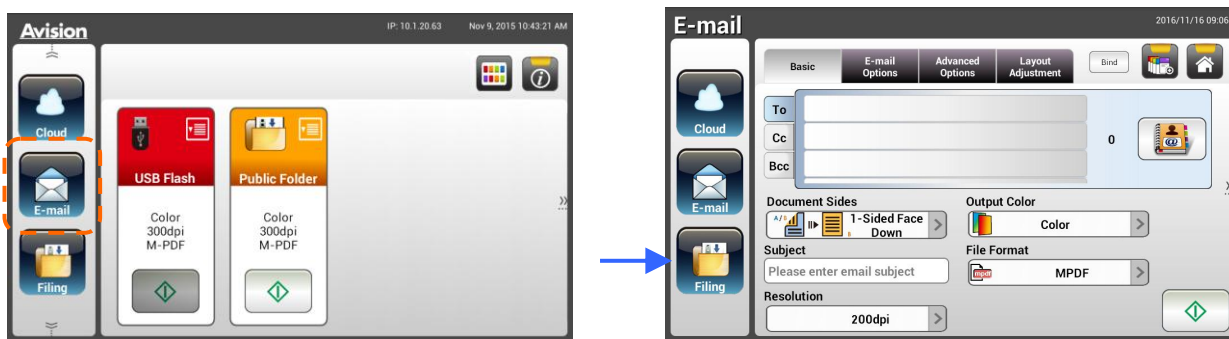 Avision
IP: 10.1.20.63
Nov 9, 2015 10:43:21 AM
Cloud
E-mail
Filing
USB Flash
Color
300dpi
M-PDF
Public Folder
Color
300dpi
M-PDF
E-mail
2016/11/16 09:06
Cloud
E-mail
Filing
Basic
E-mail
Options
Advanced
Options
Layout
Adjustment
Bind
To
Cc
Bcc
0
Document Sides
1-Sided Face
Down
Output Color
Color
Subject
Please enter email subject
File Format
MPDF
Resolution
200dpi